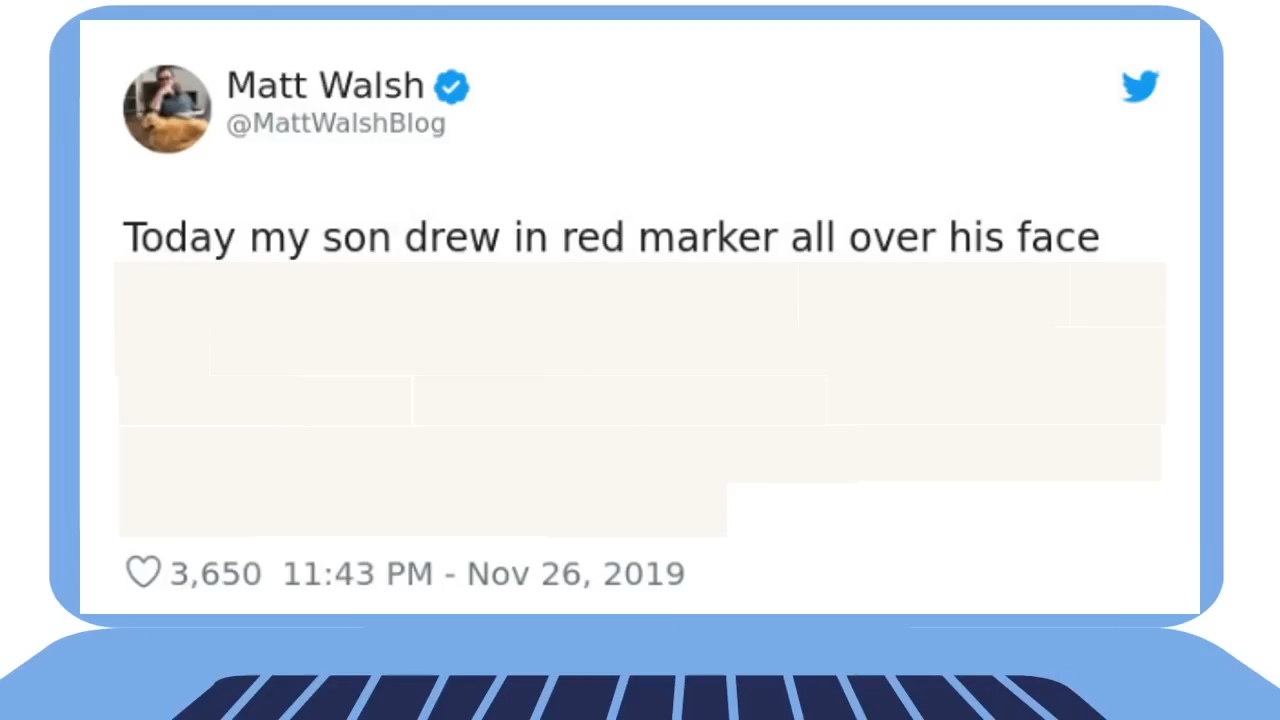 Matt Walsh
@MattWalshBlog
Today my son drew in red marker all over his face
3,650 11:43 PM - Nov 26, 2019